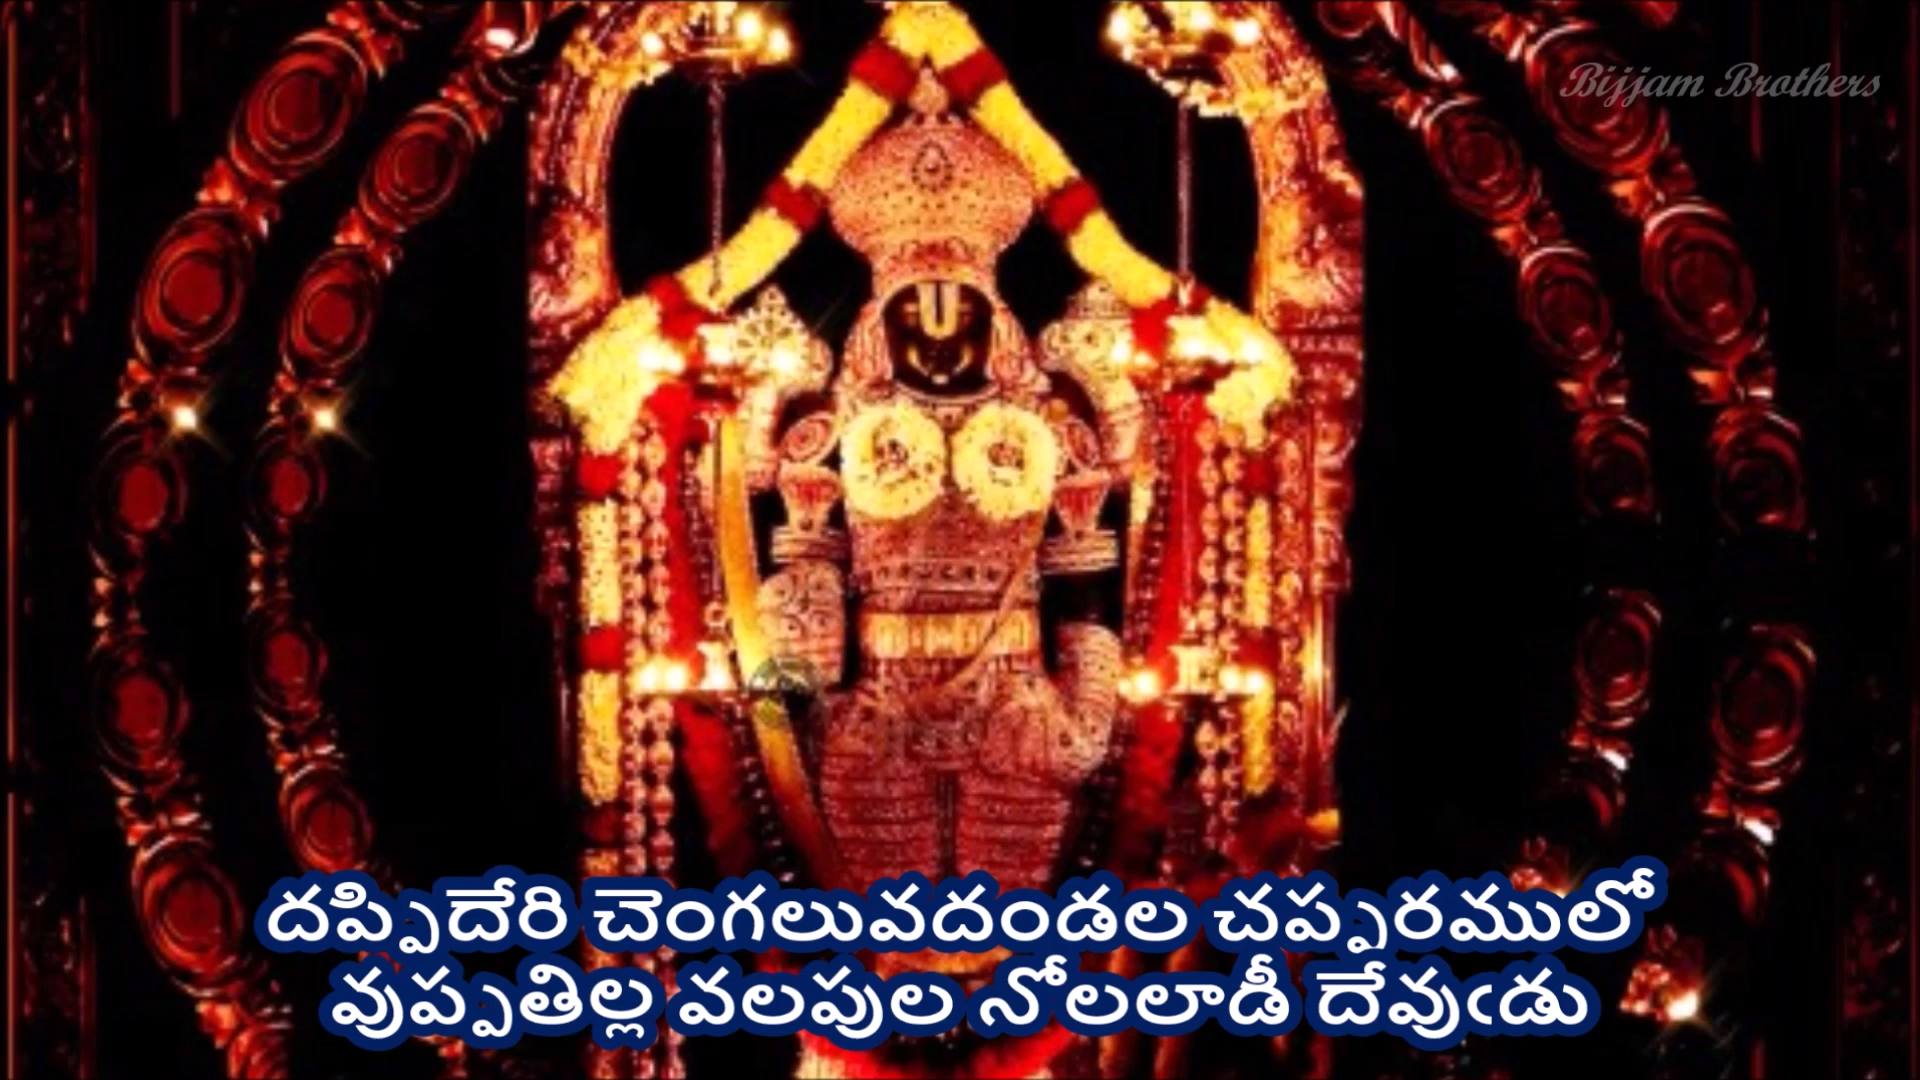 Bijjam Brothers
దప్పిదేరి చెంగలువదండల చప్పరములో
వుప్పతిల్ల వలపుల నోలలాడీ దేవుఁడు